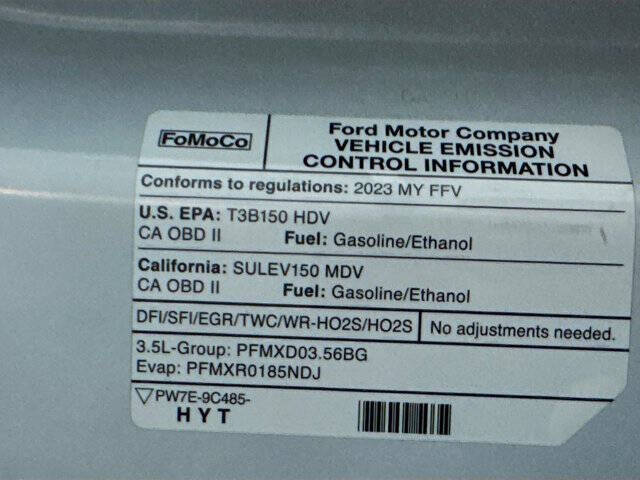 FoMoCo
Ford Motor Company
VEHICLE EMISSION
CONTROL INFORMATION
Conforms to regulations: 2023 MY FFV
U.S. EPA: T3B150 HDV
CA OBD II Fuel: Gasoline/Ethanol
California: SULEV150 MDV
CA OBD II Fuel: Gasoline/Ethanol
DFI/SFI/EGR/TWC/WR-HO2S/HO2S No adjustments needed.
3.5L-Group: PFMXD03.56BG
Evap: PFMXR0185NDJ
PW7E-9C485-
HYT